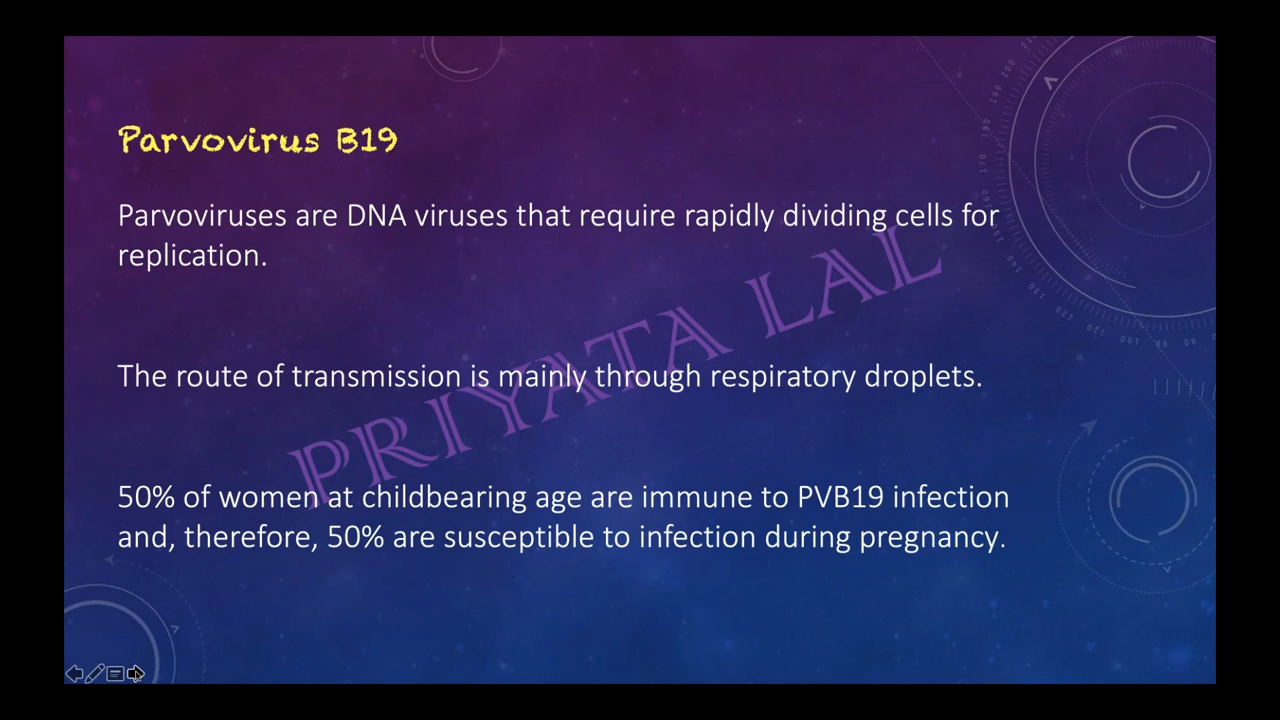 Parvovirus B19
Parvoviruses are DNA viruses that require rapidly dividing cells for
replication.
The route of transmission is mainly through respiratory droplets.
PRIYATA LAL
50% of women at childbearing age are immune to PVB19 infection
and, therefore, 50% are susceptible to infection during pregnancy.